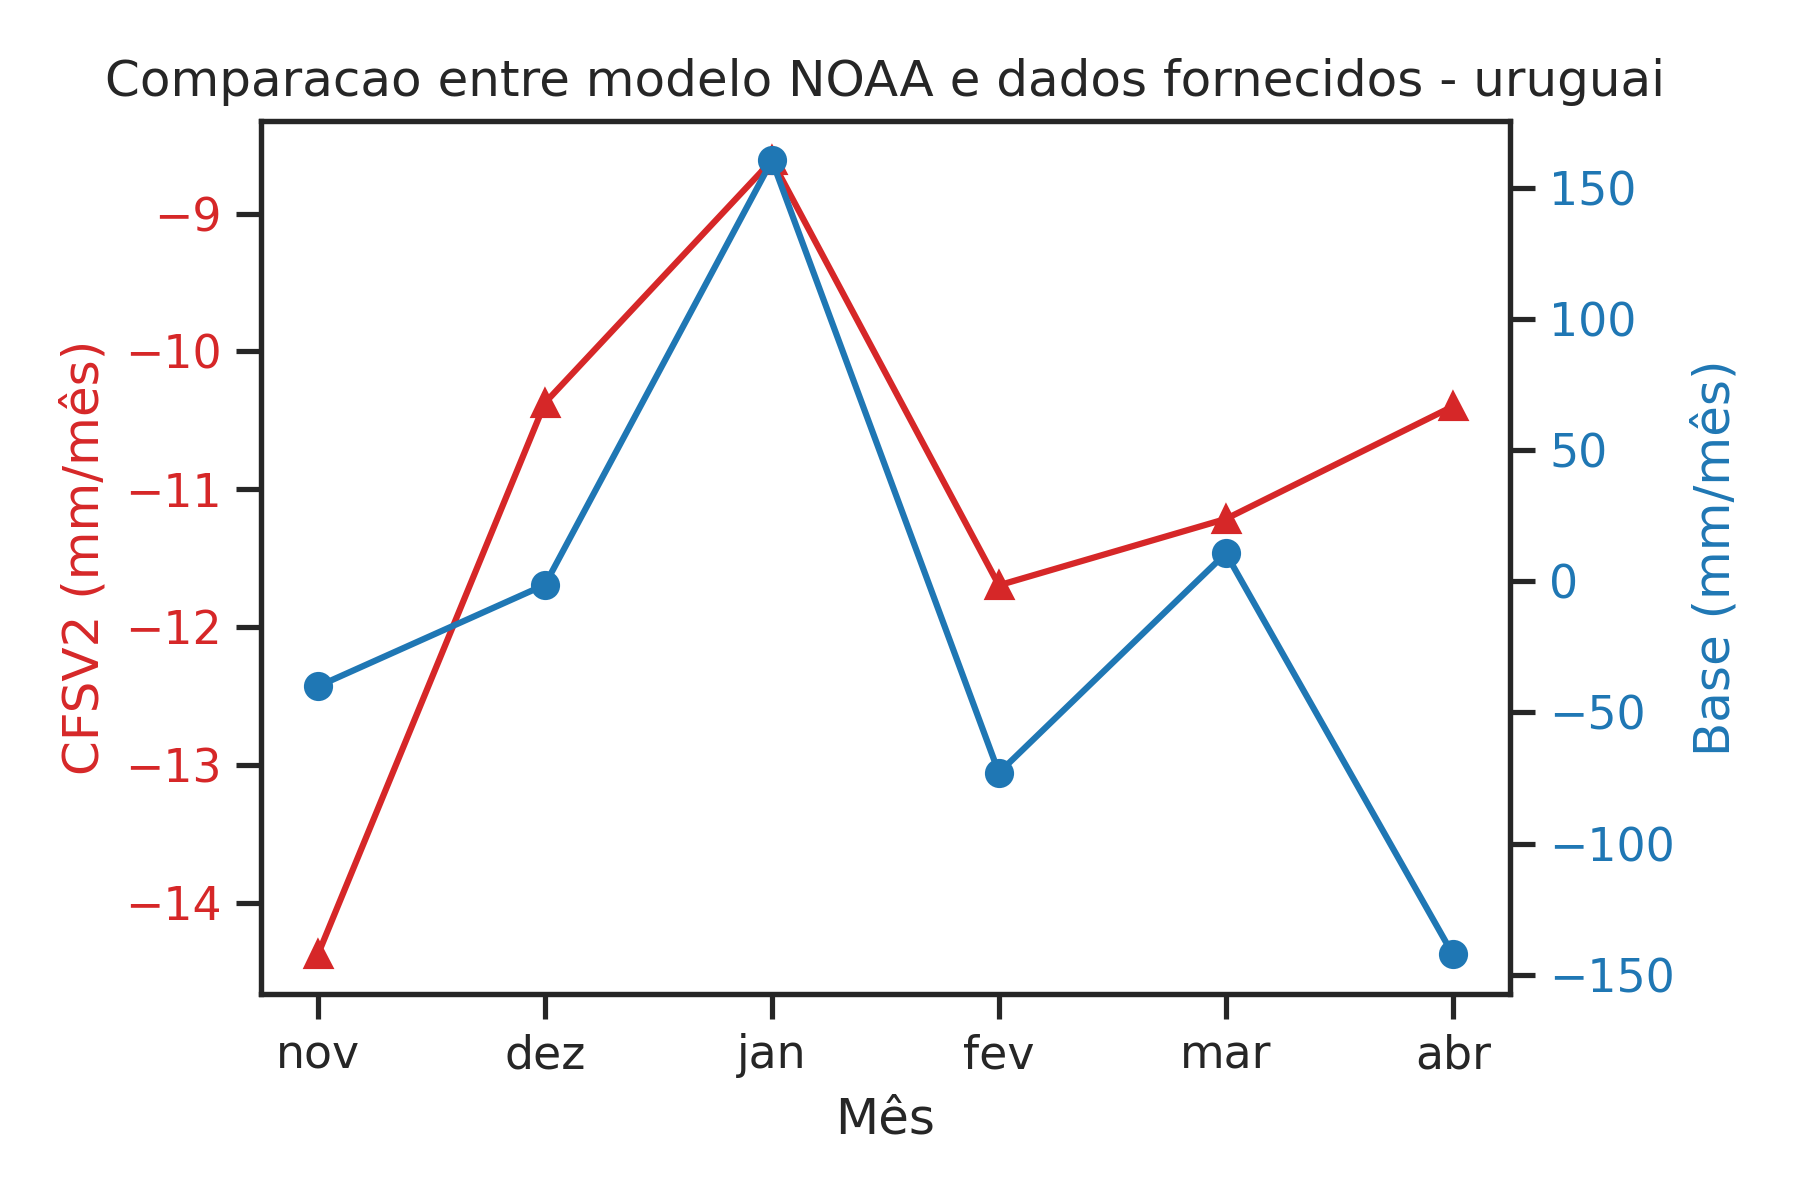 Comparacao entre modelo NOAA e dados fornecidos - uruguai
CFSV2 (mm/mês)
−9
−10
−11
−12
−13
−14
150
100
50
0
−50
−100
−150
Base (mm/mês)
nov dez jan fev mar abr
Mês